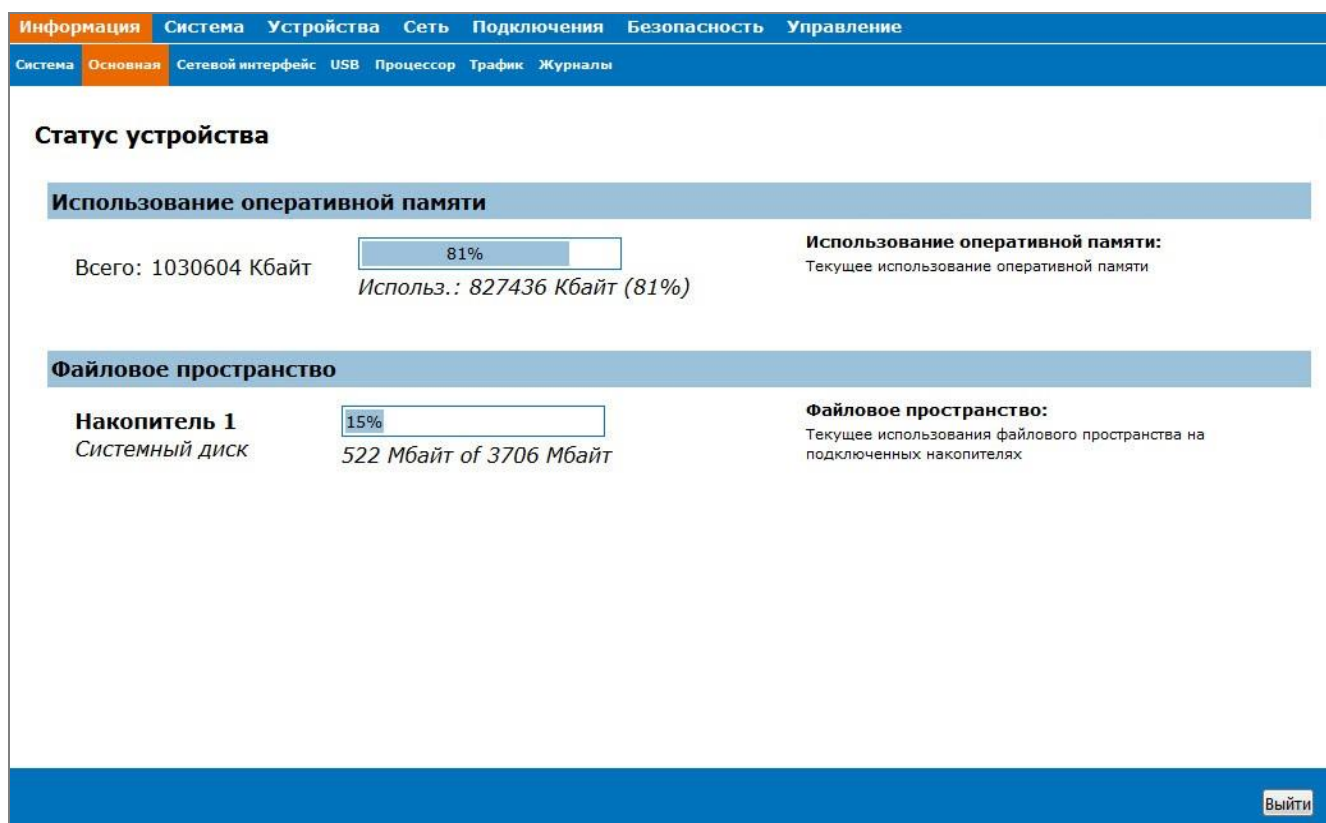 Информация Система Устройства Сеть Подключения Безопасность Управление
Система Основная Сетевой интерфейс USB Процессор Трафик Журналы
Статус устройства
Использование оперативной памяти
Всего: 1030604 Кбайт
81%
Использ.: 827436 Кбайт (81%)
Использование оперативной памяти:
Текущее использование оперативной памяти
Файловое пространство
Накопитель 1
Системный диск
15%
522 Мбайт of 3706 Мбайт
Файловое пространство:
Текущее использования файлового пространства на
подключенных накопителях
Выйти